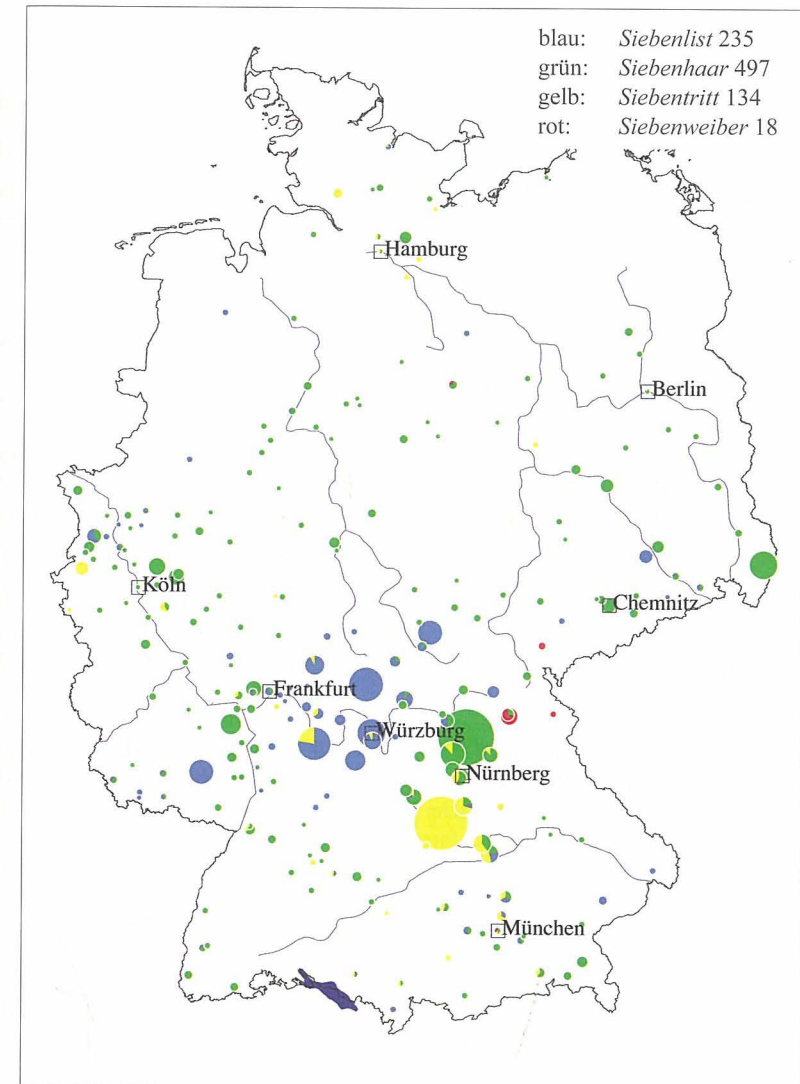 blau: Siebenlist 235
grün: Siebenhaar 497
gelb: Siebentritt 134
rot: Siebenweiber 18
Hamburg
Berlin
Köln
Chemnitz
Frankfurt
Würzburg
Nürnberg
München